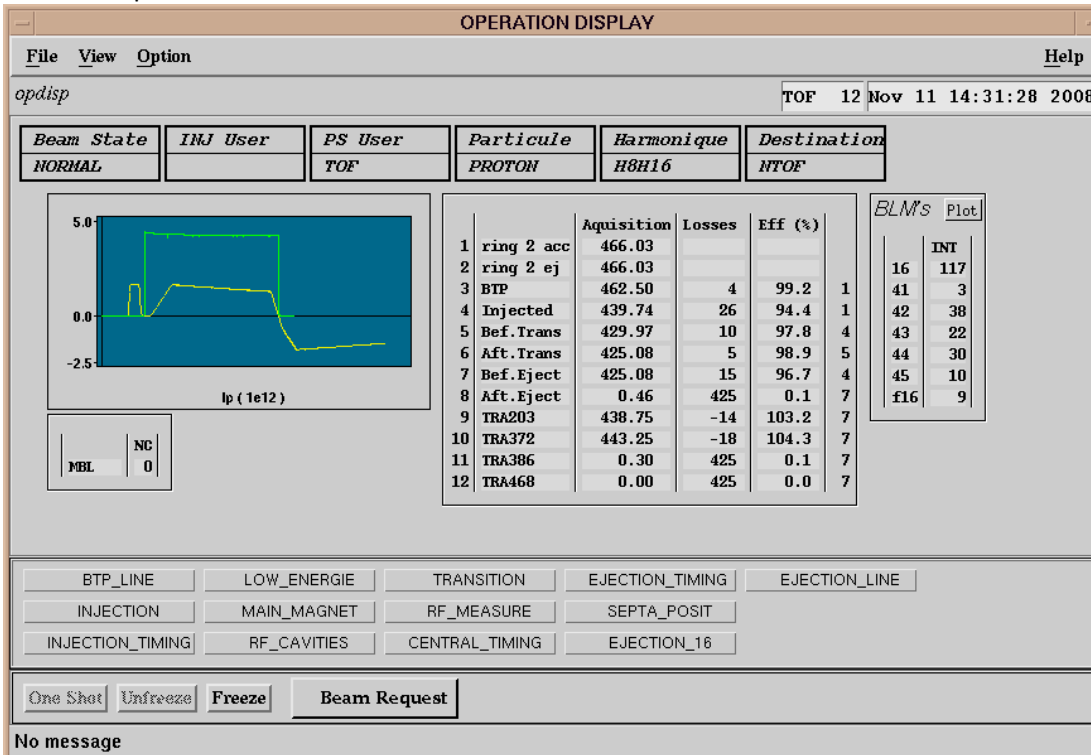 OPERATION DISPLAY
File View Option Help
opdisp TOF 12 Nov 11 14:31:28 2008
Beam State INJ User PS User Particule Harmonique Destination
NORMAL TOF PROTON H8H16 NTOF
5.0
0.0
-2.5
Ip ( 1e12 )
NC
MBL 0
Aquisition Losses Eff (%)
1 ring 2 acc 466.03
2 ring 2 ej 466.03
3 BTP 462.50 4 99.2 1
4 Injected 439.74 26 94.4 1
5 Bef.Trans 429.97 10 97.8 4
6 Aft.Trans 425.08 5 98.9 5
7 Bef.Eject 425.08 15 96.7 4
8 Aft.Eject 0.46 425 0.1 7
9 TRA203 438.75 -14 103.2 7
10 TRA372 443.25 -18 104.3 7
11 TRA386 0.30 425 0.1 7
12 TRA468 0.00 425 0.0 7
BLM's Plot
INT
16 117
41 3
42 38
43 22
44 30
45 10
f16 9
BTP_LINE LOW_ENERGIE TRANSITION EJECTION_TIMING EJECTION_LINE
INJECTION MAIN_MAGNET RF_MEASURE SEPTA_POSIT
INJECTION_TIMING RF_CAVITIES CENTRAL_TIMING EJECTION_16
One Shot Unfreeze Freeze Beam Request
No message